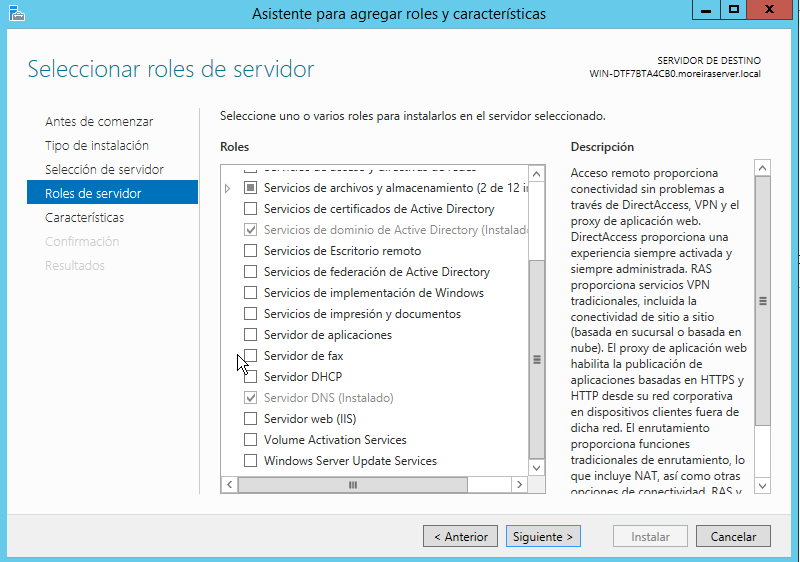 Asistente para agregar roles y características
Seleccionar roles de servidor
SERVIDOR DE DESTINO
WIN-DTF7BTA4CB0.moreiraserver.local
Antes de comenzar
Tipo de instalación
Selección de servidor
Roles de servidor
Características
Confirmación
Resultados
Seleccione uno o varios roles para instalarlos en el servidor seleccionado.
Roles
Servicios de acceso y directivas de redes
Servicios de archivos y almacenamiento (2 de 12 in
Servicios de certificados de Active Directory
Servicios de dominio de Active Directory (Instalado
Servicios de Escritorio remoto
Servicios de federación de Active Directory
Servicios de implementación de Windows
Servicios de impresión y documentos
Servidor de aplicaciones
Servidor de fax
Servidor DHCP
Servidor DNS (Instalado)
Servidor web (IIS)
Volume Activation Services
Windows Server Update Services
Descripción
Acceso remoto proporciona
conectividad sin problemas a
través de DirectAccess, VPN y el
proxy de aplicación web.
DirectAccess proporciona una
experiencia siempre activada y
siempre administrada. RAS
proporciona servicios VPN
tradicionales, incluida la
conectividad de sitio a sitio
(basada en sucursal o basada en
nube). El proxy de aplicación web
habilita la publicación de
aplicaciones basadas en HTTPS y
HTTP desde su red corporativa
en dispositivos clientes fuera de
dicha red. El enrutamiento
proporciona funciones
tradicionales de enrutamiento, lo
que incluye NAT, así como otras
opciones de conectividad. RAS y
< Anterior
Siguiente >
Instalar
Cancelar